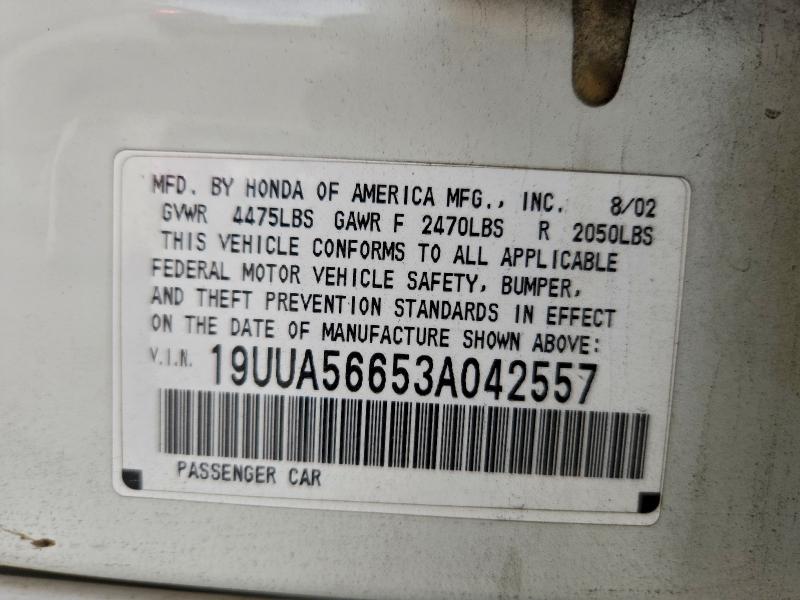 MFD. BY HONDA OF AMERICA MFG., INC. 8/02
GVWR 4475LBS GAWR F 2470LBS R 2050LBS
THIS VEHICLE CONFORMS TO ALL APPLICABLE
FEDERAL MOTOR VEHICLE SAFETY, BUMPER,
AND THEFT PREVENTION STANDARDS IN EFFECT
ON THE DATE OF MANUFACTURE SHOWN ABOVE:
V.I.N. 19UUA56653A042557
PASSENGER CAR